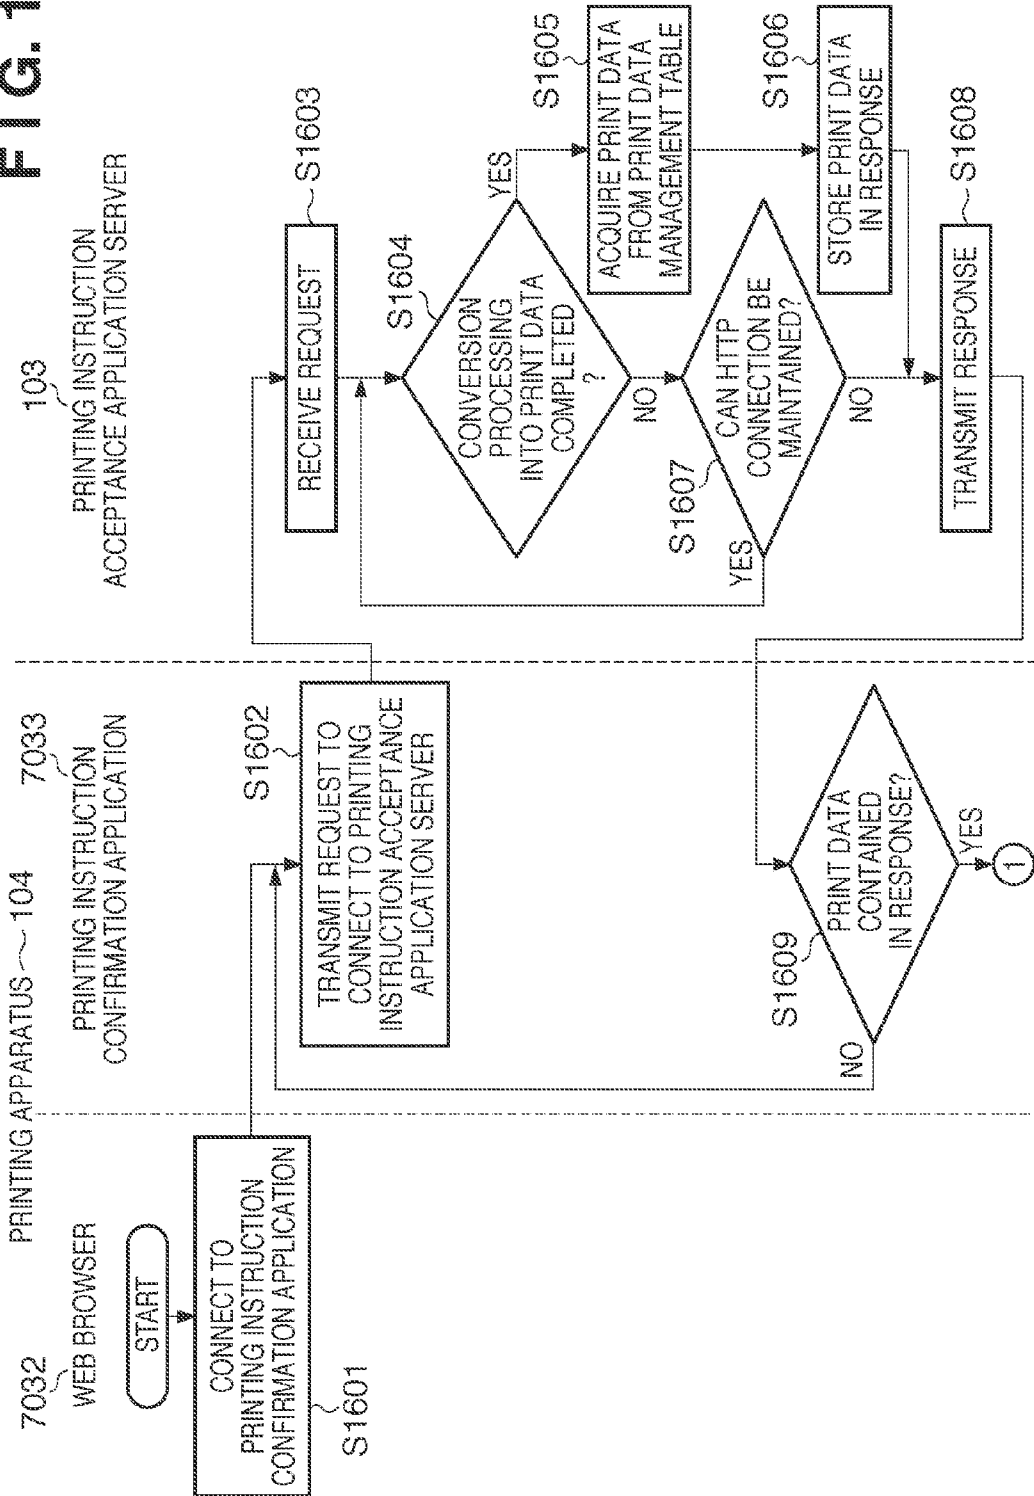 FIG. 1
PRINTING APPARATUS 104
7032
WEB BROWSER
7033
PRINTING INSTRUCTION
CONFIRMATION APPLICATION
103
PRINTING INSTRUCTION
ACCEPTANCE APPLICATION SERVER
START
CONNECT TO
PRINTING INSTRUCTION
CONFIRMATION APPLICATION
S1601
S1602
TRANSMIT REQUEST TO
CONNECT TO PRINTING
INSTRUCTION ACCEPTANCE
APPLICATION SERVER
S1603
RECEIVE REQUEST
S1604
CONVERSION
PROCESSING
INTO PRINT DATA
COMPLETED
?
YES
NO
S1605
ACQUIRE PRINT DATA
FROM PRINT DATA
MANAGEMENT TABLE
S1607
CAN HTTP
CONNECTION BE
MAINTAINED?
YES
NO
S1606
STORE PRINT DATA
IN RESPONSE
S1608
TRANSMIT RESPONSE
S1609
PRINT DATA
CONTAINED
IN RESPONSE?
NO
YES
1